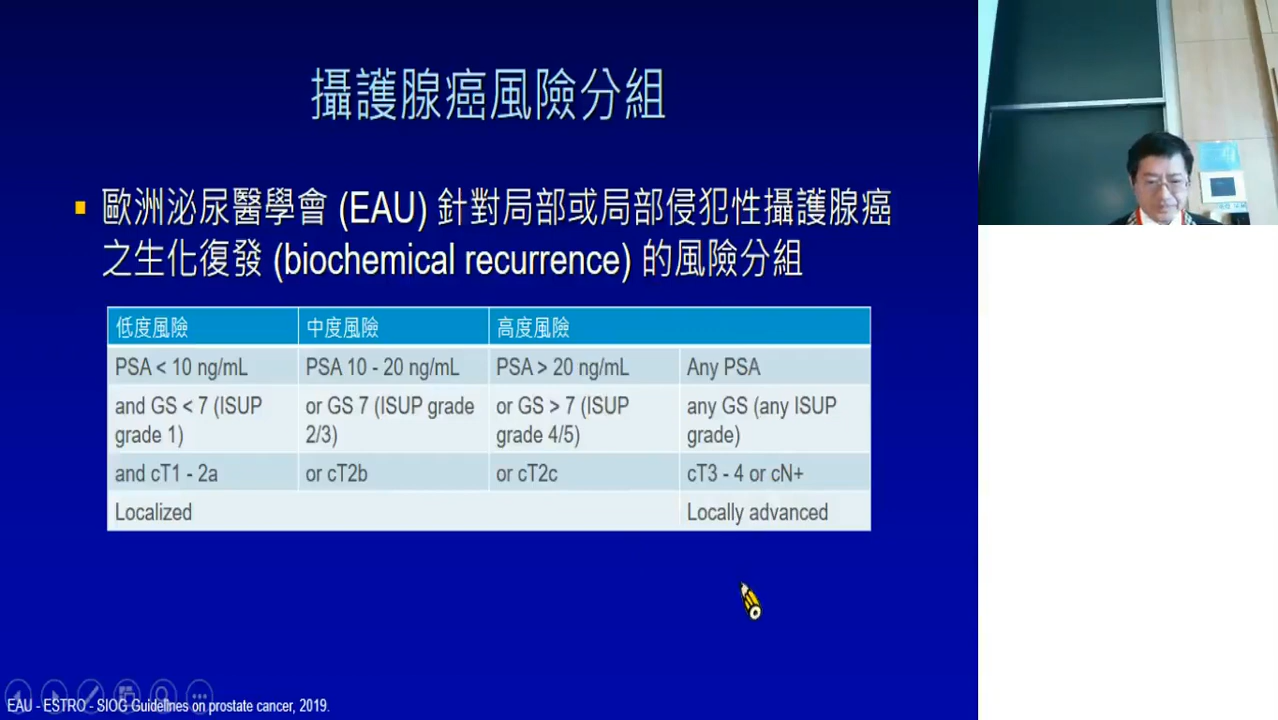 攝護腺癌風險分組
歐洲泌尿醫學會 (EAU) 針對局部或局部侵犯性攝護腺癌
之生化復發 (biochemical recurrence) 的風險分組
低度風險 中度風險 高度風險
PSA < 10 ng/mL PSA 10 - 20 ng/mL PSA > 20 ng/mL Any PSA
and GS < 7 (ISUP or GS 7 (ISUP grade or GS > 7 (ISUP any GS (any ISUP
grade 1) 2/3) grade 4/5) grade)
and cT1 - 2a or cT2b or cT2c cT3 - 4 or cN+
Localized Locally advanced
EAU - ESTRO - SIOG Guidelines on prostate cancer, 2019.